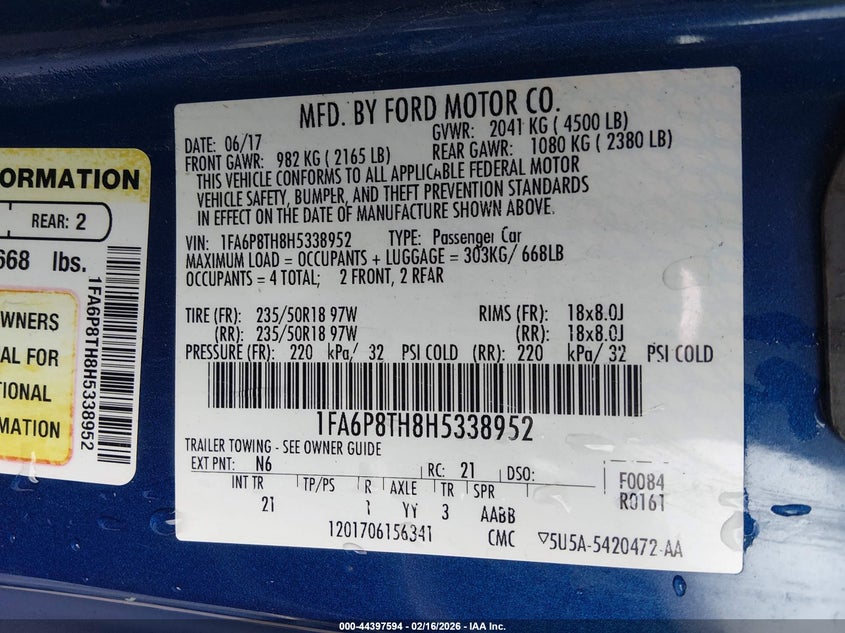 MFD. BY FORD MOTOR CO.
DATE: 06/17
GVWR: 2041 KG ( 4500 LB)
FRONT GAWR: 982 KG ( 2165 LB)
REAR GAWR: 1080 KG ( 2380 LB)
THIS VEHICLE CONFORMS TO ALL APPLICABLE FEDERAL MOTOR
VEHICLE SAFETY, BUMPER, AND THEFT PREVENTION STANDARDS
IN EFFECT ON THE DATE OF MANUFACTURE SHOWN ABOVE.
VIN: 1FA6P8TH8H5338952 TYPE: Passenger Car
MAXIMUM LOAD = OCCUPANTS + LUGGAGE = 303KG/ 668LB
OCCUPANTS = 4 TOTAL; 2 FRONT, 2 REAR
TIRE (FR): 235/50R18 97W RIMS (FR): 18x8.0J
(RR): 235/50R18 97W (RR): 18x8.0J
PRESSURE (FR): 220 kPa/ 32 PSI COLD (RR): 220 kPa/ 32 PSI COLD
1FA6P8TH8H5338952
TRAILER TOWING - SEE OWNER GUIDE
EXT PNT: N6 RC: 21 DSO:
F0084
R0161
INT TR TP/PS R AXLE TR SPR
21 1 YY 3 AABB
1201706156341 CMC ▽5U5A-5420472-AA
ORMATION
REAR: 2
668 lbs.
WNERS
AL FOR
TIONAL
RMATION
1FA6P8TH8H5338952
000-44397594 - 02/16/2026 - IAA Inc.